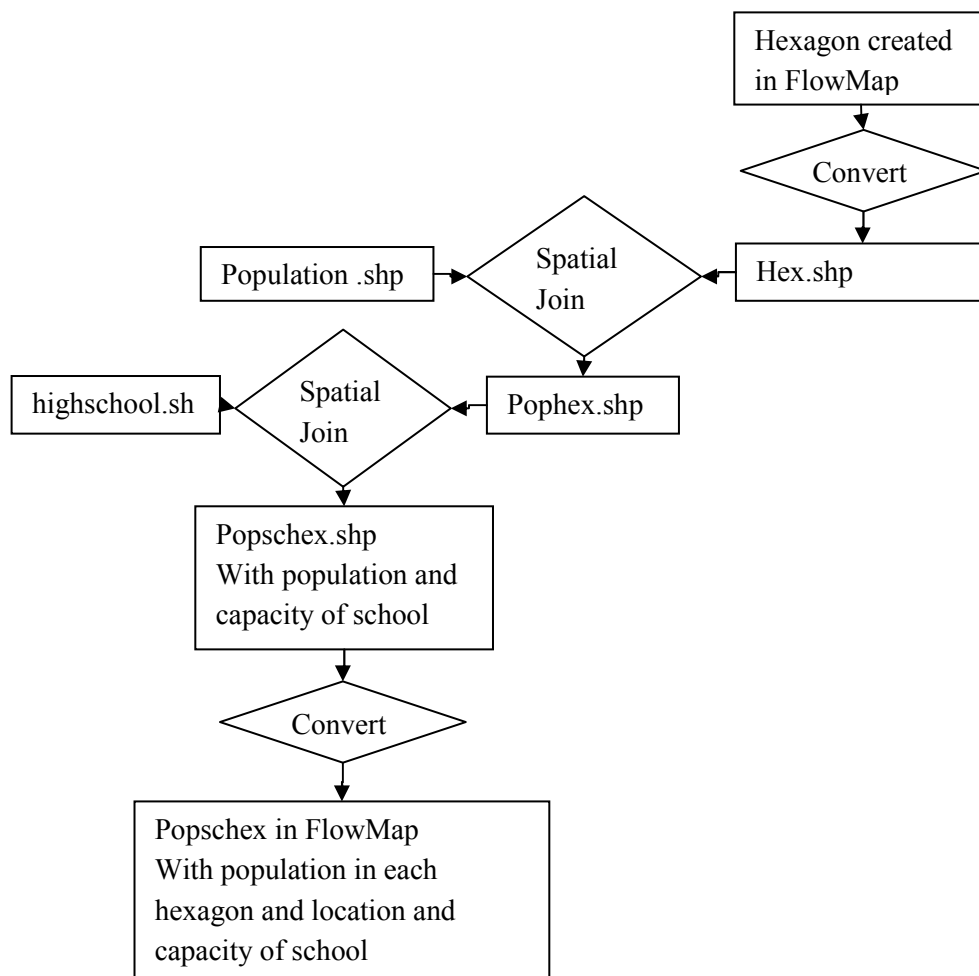 Hexagon created
in FlowMap
Convert
Population .shp
Spatial
Join
Hex.shp
highschool.sh
Spatial
Join
Pophex.shp
Popschex.shp
With population and
capacity of school
Convert
Popschex in FlowMap
With population in each
hexagon and location and
capacity of school